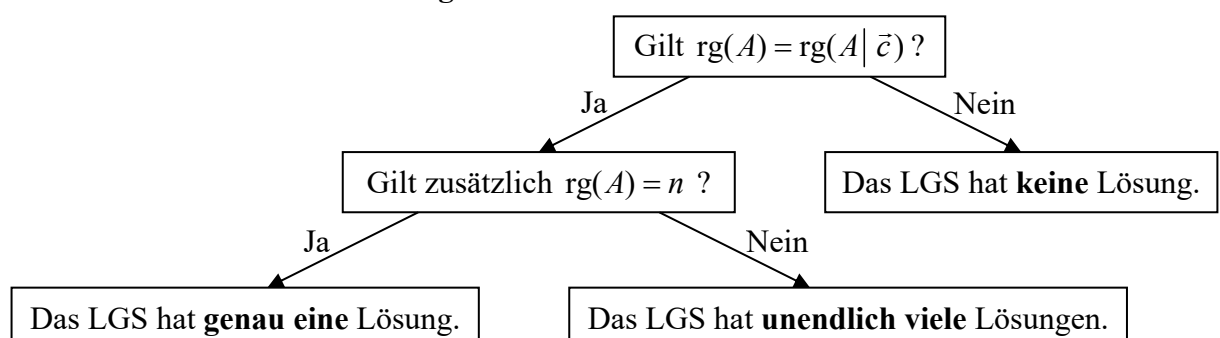 Gilt rg(A) = rg(A| c⃗) ?
Ja
Nein
Gilt zusätzlich rg(A) = n ?
Das LGS hat keine Lösung.
Ja
Nein
Das LGS hat genau eine Lösung.
Das LGS hat unendlich viele Lösungen.